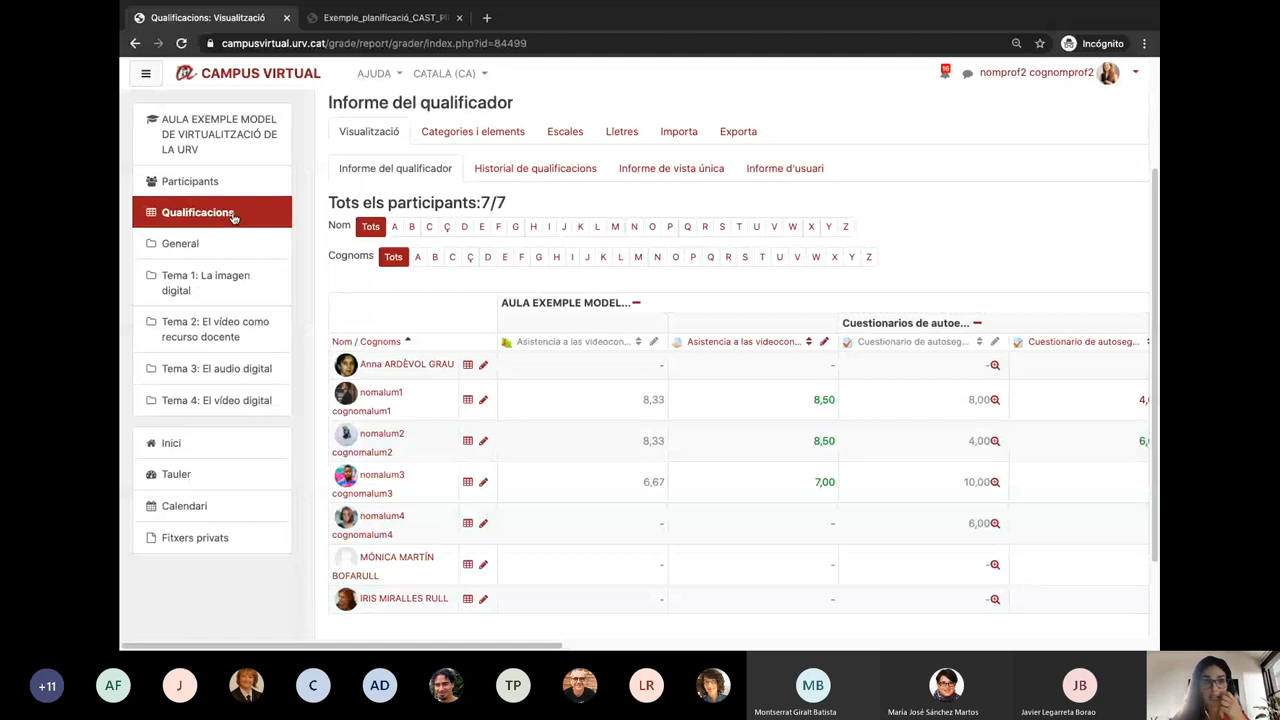 Qualificacions: Visualització
Exemple_planificació_CAST_P
campusvirtual.urv.cat/grade/report/grader/index.php?id=84499
Incógnito
CAMPUS VIRTUAL
AJUDA
CATALÀ (CA)
nomprof2 cognomprof2
AULA EXEMPLE MODEL
DE VIRTUALITZACIÓ DE
LA URV
Participants
Qualificacions
General
Tema 1: La imagen
digital
Tema 2: El vídeo como
recurso docente
Tema 3: El audio digital
Tema 4: El vídeo digital
Inici
Tauler
Calendari
Fitxers privats
Informe del qualificador
Visualització Categories i elements Escales Lletres Importa Exporta
Informe del qualificador Historial de qualificacions Informe de vista única Informe d'usuari
Tots els participants:7/7
Nom Tots A B C Ç D E F G H I J K L M N O P Q R S T U V W X Y Z
Cognoms Tots A B C Ç D E F G H I J K L M N O P Q R S T U V W X Y Z
AULA EXEMPLE MODEL...
Cuestionarios de autoe...
Nom / Cognoms Asistencia a las videocon... Asistencia a las videocon... Cuestionario de autoseg... Cuestionario de autoseg...
Anna ARDÈVOL GRAU - - -
nomalum1
cognomalum1 8,33 8,50 8,00 4,
nomalum2
cognomalum2 8,33 8,50 4,00 6,
nomalum3
cognomalum3 6,67 7,00 10,00
nomalum4
cognomalum4 - - 6,00
MÓNICA MARTÍN
BOFARULL - - -
IRIS MIRALLES RULL - - -
+11 AF J C AD TP LR MB JB
Montserrat Giralt Batista
María José Sánchez Martos
Javier Legarreta Borao